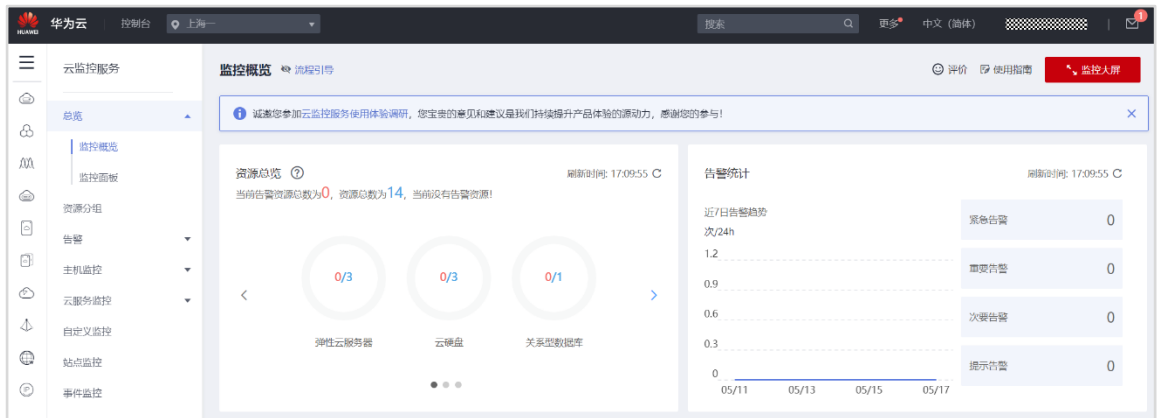 HUAWEI 华为云 控制台 上海一 搜索 更多 中文 (简体) 1
云监控服务
总览
监控概览
监控面板
资源分组
告警
主机监控
云服务监控
自定义监控
站点监控
事件监控
监控概览 流程引导 评价 使用指南 监控大屏
诚邀您参加云监控服务使用体验调研,您宝贵的意见和建议是我们持续提升产品体验的源动力,感谢您的参与!
资源总览 刷新时间: 17:09:55
当前告警资源总数为0, 资源总数为14, 当前没有告警资源!
0/3 0/3 0/1
弹性云服务器 云硬盘 关系型数据库
告警统计 刷新时间: 17:09:55
近7日告警趋势
次/24h
1.2
0.9
0.6
0.3
0
05/11 05/13 05/15 05/17
紧急告警 0
重要告警 0
次要告警 0
提示告警 0